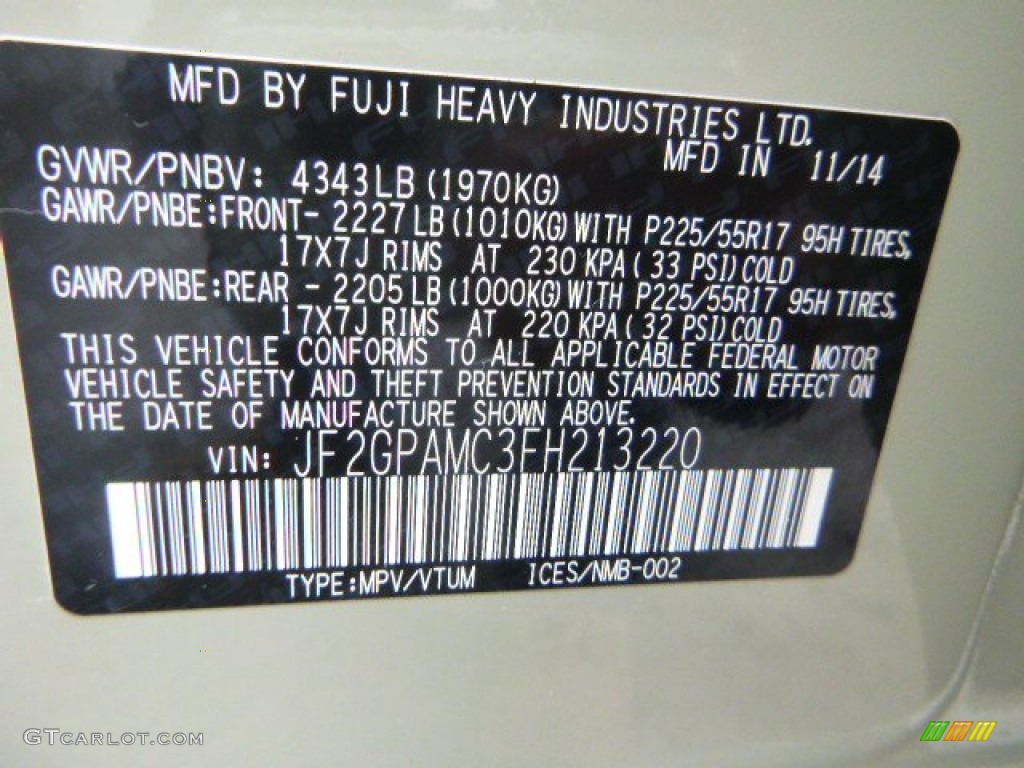 MFD BY FUJI HEAVY INDUSTRIES LTD.
MFD IN 11/14
GVWR/PNBV: 4343LB (1970KG)
GAWR/PNBE:FRONT- 2227 LB (1010KG) WITH P225/55R17 95H TIRES,
17X7J RIMS AT 230 KPA ( 33 PSI) COLD
GAWR/PNBE:REAR - 2205 LB (1000KG) WITH P225/55R17 95H TIRES,
17X7J RIMS AT 220 KPA ( 32 PSI) COLD
THIS VEHICLE CONFORMS TO ALL APPLICABLE FEDERAL MOTOR
VEHICLE SAFETY AND THEFT PREVENTION STANDARDS IN EFFECT ON
THE DATE OF MANUFACTURE SHOWN ABOVE.
VIN: JF2GPAMC3FH213220
TYPE:MPV/VTUM ICES/NMB-002
GTCARLOT.COM